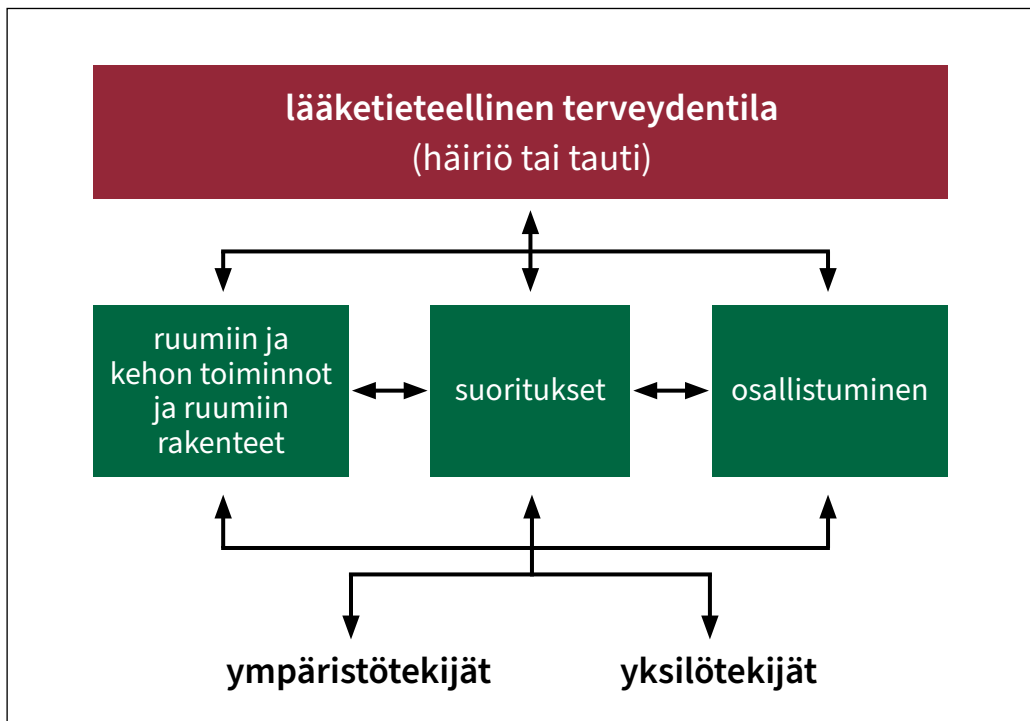 lääketieteellinen terveydentila
(häiriö tai tauti)
ruumiin ja
kehon toiminnot
ja ruumiin
rakenteet
suoritukset
osallistuminen
ympäristötekijät
yksilötekijät